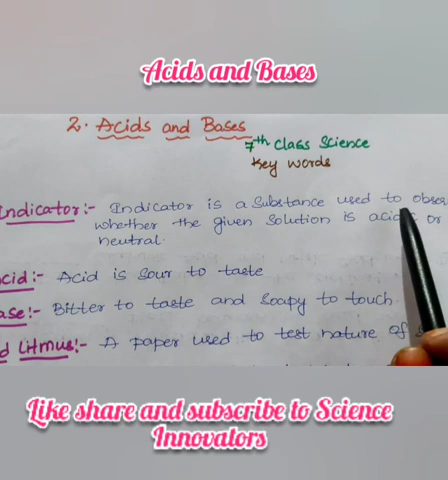 Acids and Bases
2. Acids and Bases
7th Class Science
Key words
Indicator:- Indicator is a substance used to
whether the given solution is or
neutral.
Acid is sour to taste
Bitter to taste and Soapy to touch.
Litmus:- A paper used to test nature of
Like share and subscribe to Science
Innovators